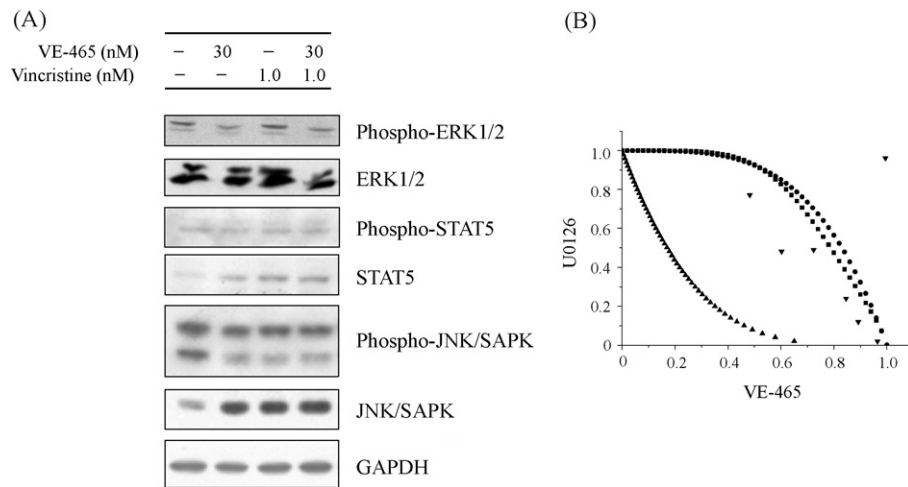 (A)
VE-465 (nM) – 30 – 30
Vincristine (nM) – – 1.0 1.0
Phospho-ERK1/2
ERK1/2
Phospho-STAT5
STAT5
Phospho-JNK/SAPK
JNK/SAPK
GAPDH
(B)
1.0
0.8
0.6
0.4
0.2
0
U0126
0 0.2 0.4 0.6 0.8 1.0
VE-465